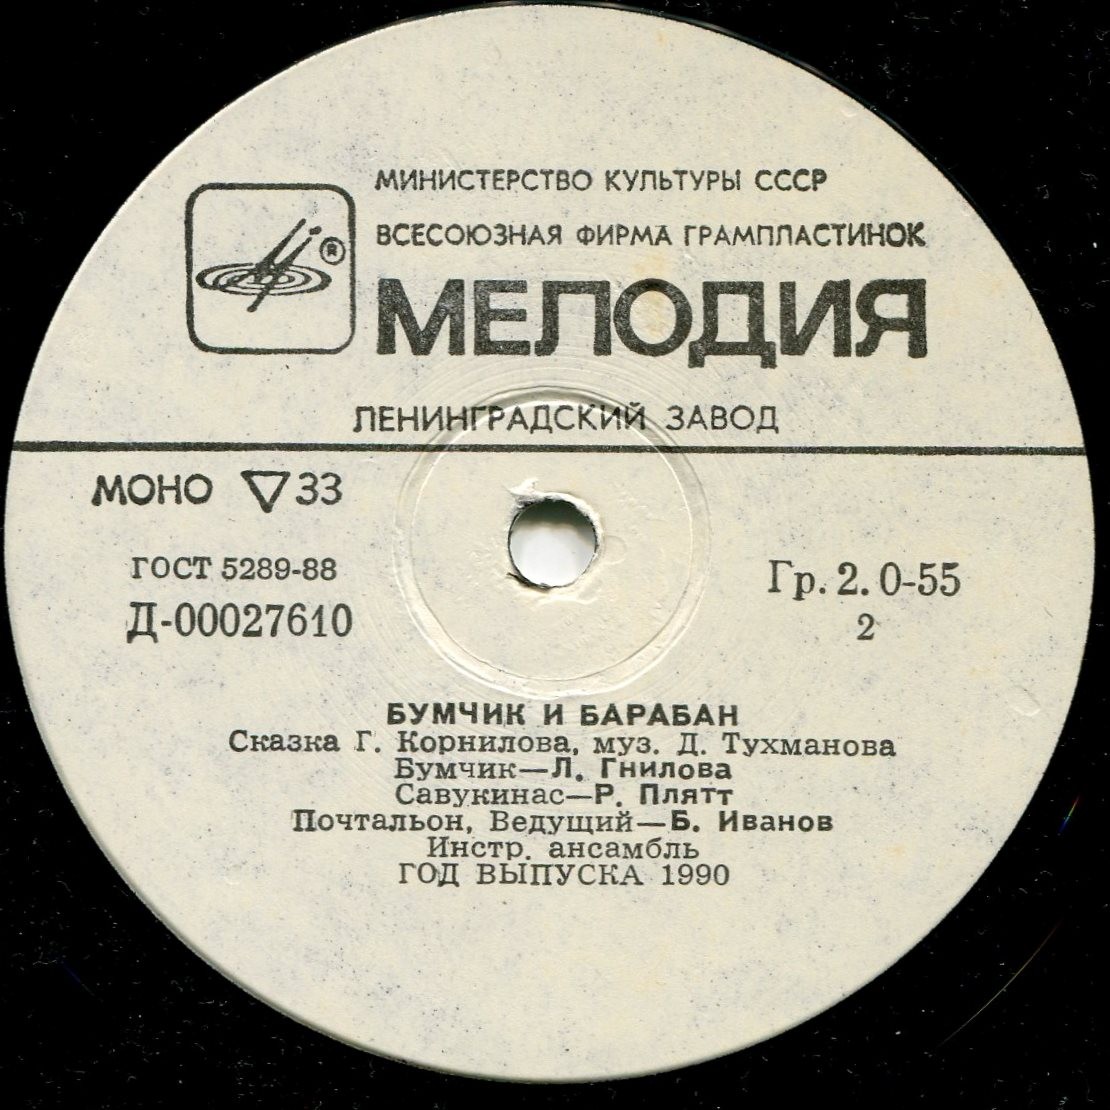 МИНИСТЕРСТВО КУЛЬТУРЫ СССР
ВСЕСОЮЗНАЯ ФИРМА ГРАМПЛАСТИНОК
®
МЕЛОДИЯ
ЛЕНИНГРАДСКИЙ ЗАВОД
МОНО ▽33
ГОСТ 5289-88
Д-00027610
Гр. 2. 0-55
2
БУМЧИК И БАРАБАН
Сказка Г. Корнилова, муз. Д. Тухманова
Бумчик—Л. Гнилова
Савукинас—Р. Плятт
Почтальон, Ведущий—Б. Иванов
Инстр. ансамбль
ГОД ВЫПУСКА 1990